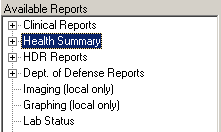 Available Reports
Clinical Reports
Health Summary
HDR Reports
Dept. of Defense Reports
Imaging (local only)
Graphing (local only)
Lab Status